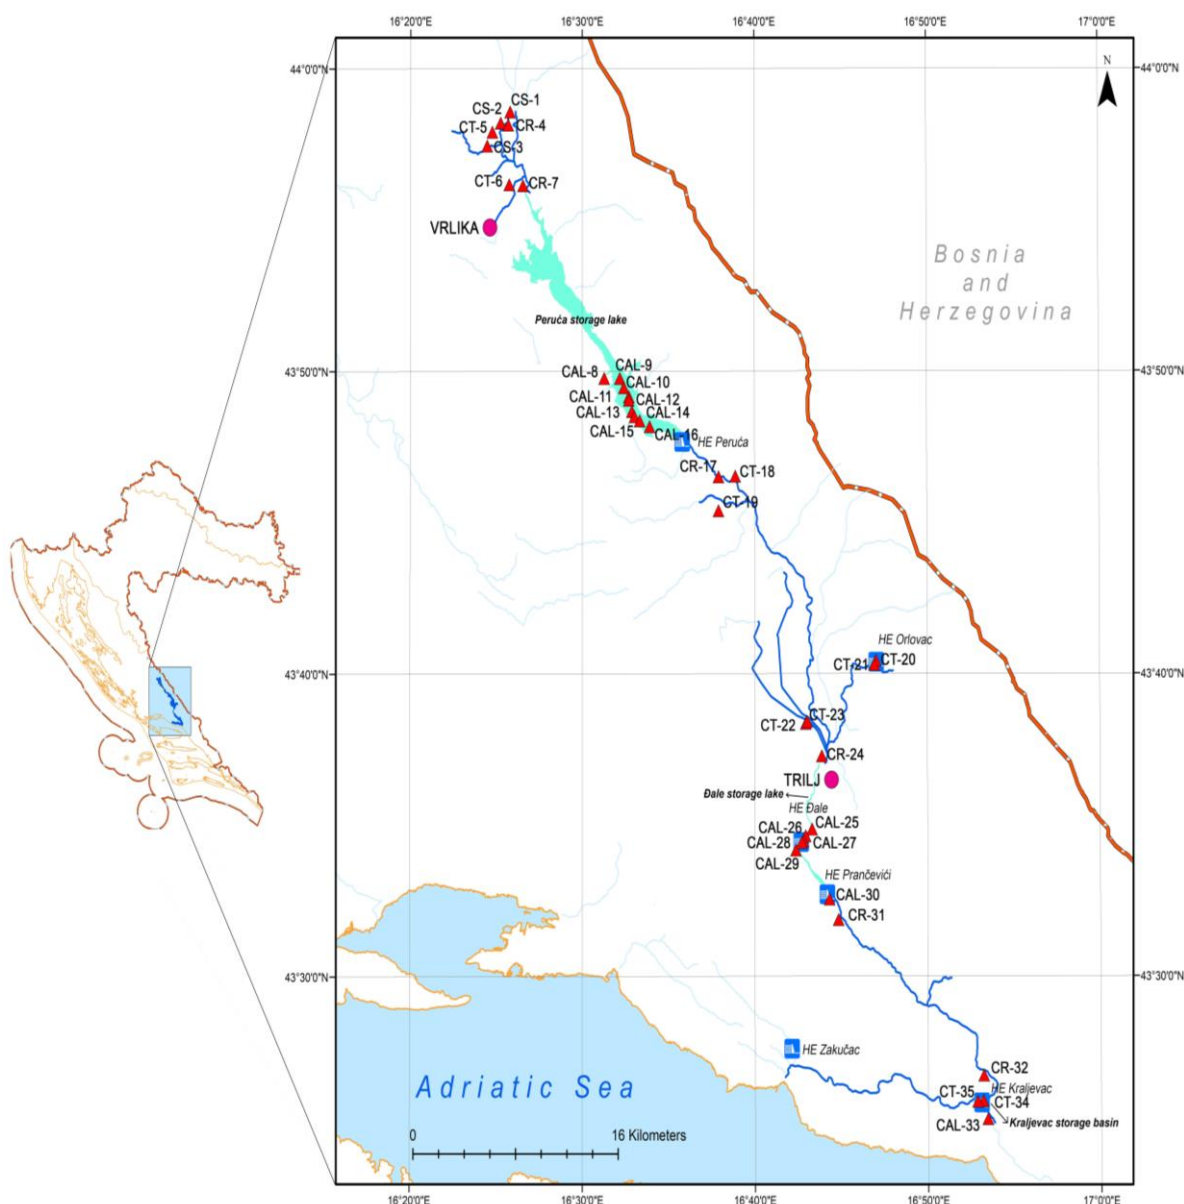 16°20'0"E
16°30'0"E
16°40'0"E
16°50'0"E
17°0'0"E
44°0'0"N
44°0'0"N
N
CS-1
CS-2
CT-5
CR-4
CS-3
CT-6
CR-7
VRLIKA
Bosnia
and
Herzegovina
Peruća storage lake
43°50'0"N
43°50'0"N
CAL-9
CAL-8
CAL-10
CAL-11
CAL-12
CAL-13
CAL-14
CAL-15
CAL-16
HE Peruća
CR-17
CT-18
CT-19
HE Orlovac
CT-21
CT-20
43°40'0"N
43°40'0"N
CT-23
CT-22
CR-24
TRILJ
Đale storage lake
HE Đale
CAL-25
CAL-26
CAL-28
CAL-27
CAL-29
HE Prančevići
CAL-30
CR-31
43°30'0"N
43°30'0"N
HE Zakučac
CR-32
Adriatic Sea
CT-35
HE Kraljevac
CT-34
CAL-33
Kraljevac storage basin
0
16 Kilometers
16°20'0"E
16°30'0"E
16°40'0"E
16°50'0"E
17°0'0"E